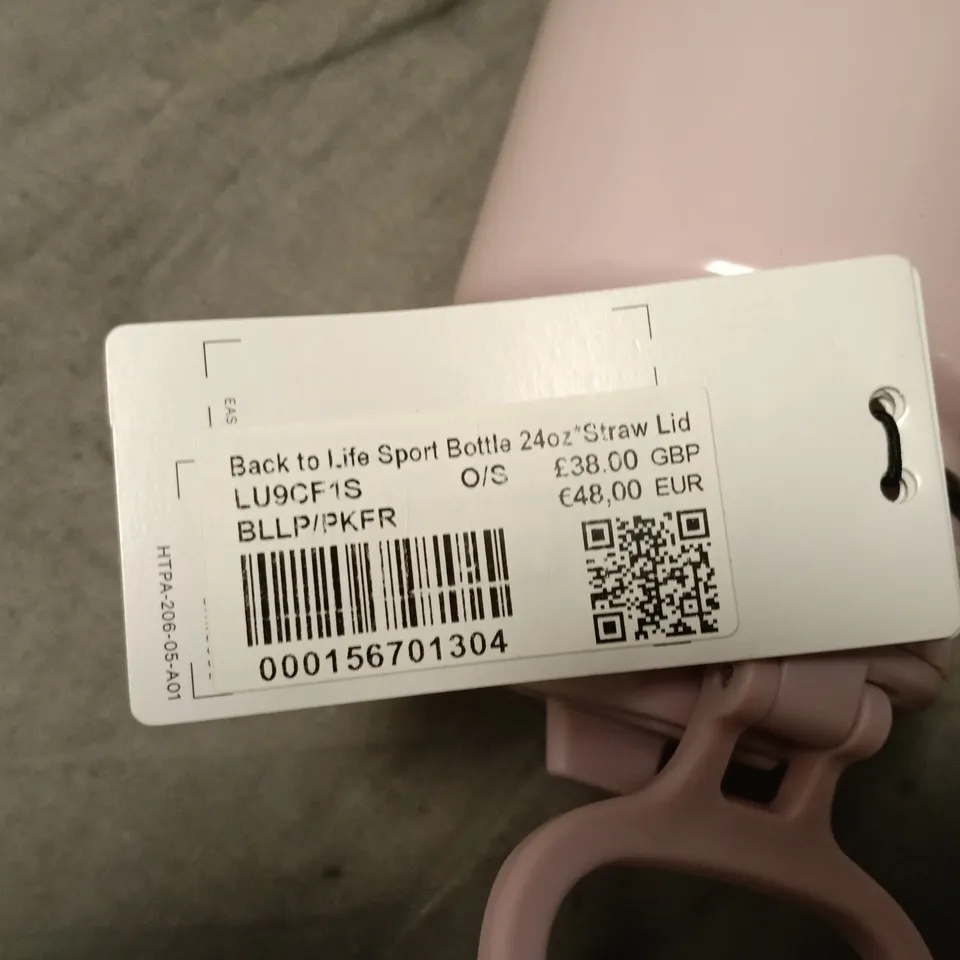 EAS
Back to Life Sport Bottle 24oz*Straw Lid
LU9CF1S O/S £38.00 GBP
BLLP/PKFR €48,00 EUR
000156701304
HTPA-206-05-A01